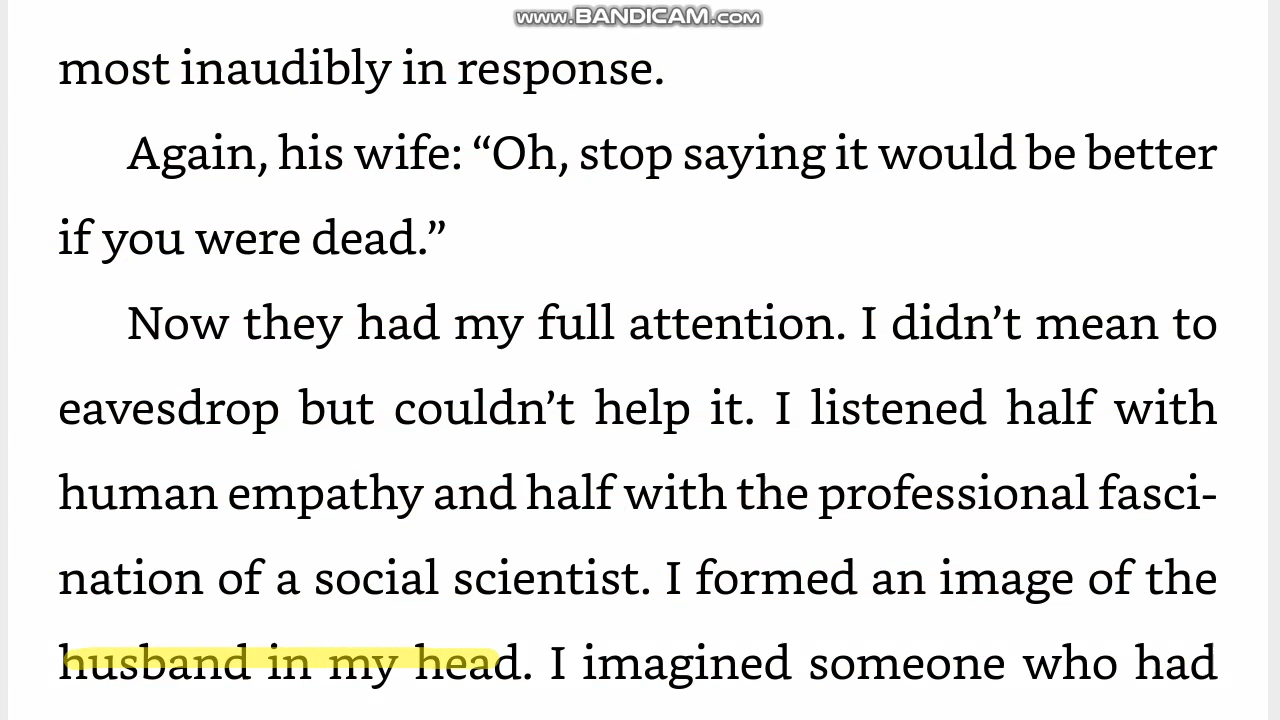 www.BANDICAM.com
most inaudibly in response.
Again, his wife: “Oh, stop saying it would be better
if you were dead.”
Now they had my full attention. I didn’t mean to
eavesdrop but couldn’t help it. I listened half with
human empathy and half with the professional fasci-
nation of a social scientist. I formed an image of the
husband in my head. I imagined someone who had